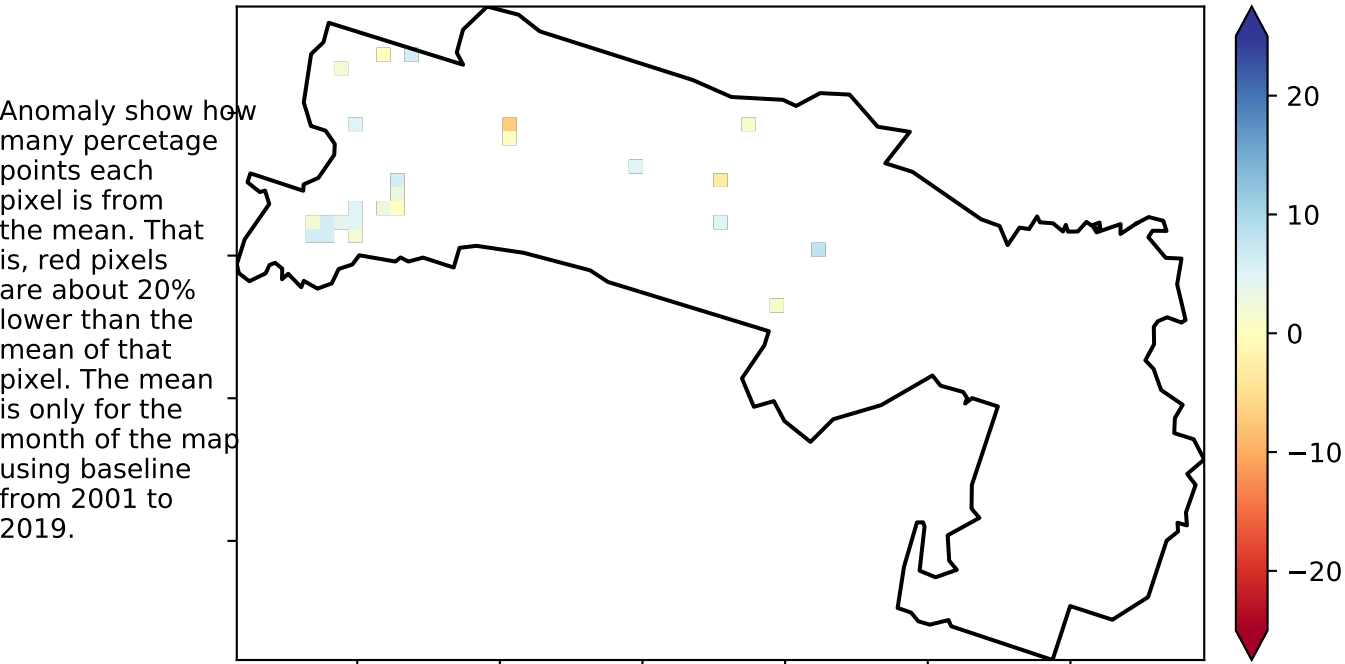 Anomaly show how
many percetage
points each
pixel is from
the mean. That
is, red pixels
are about 20%
lower than the
mean of that
pixel. The mean
is only for the
month of the map
using baseline
from 2001 to
2019.
20
10
0
−10
−20